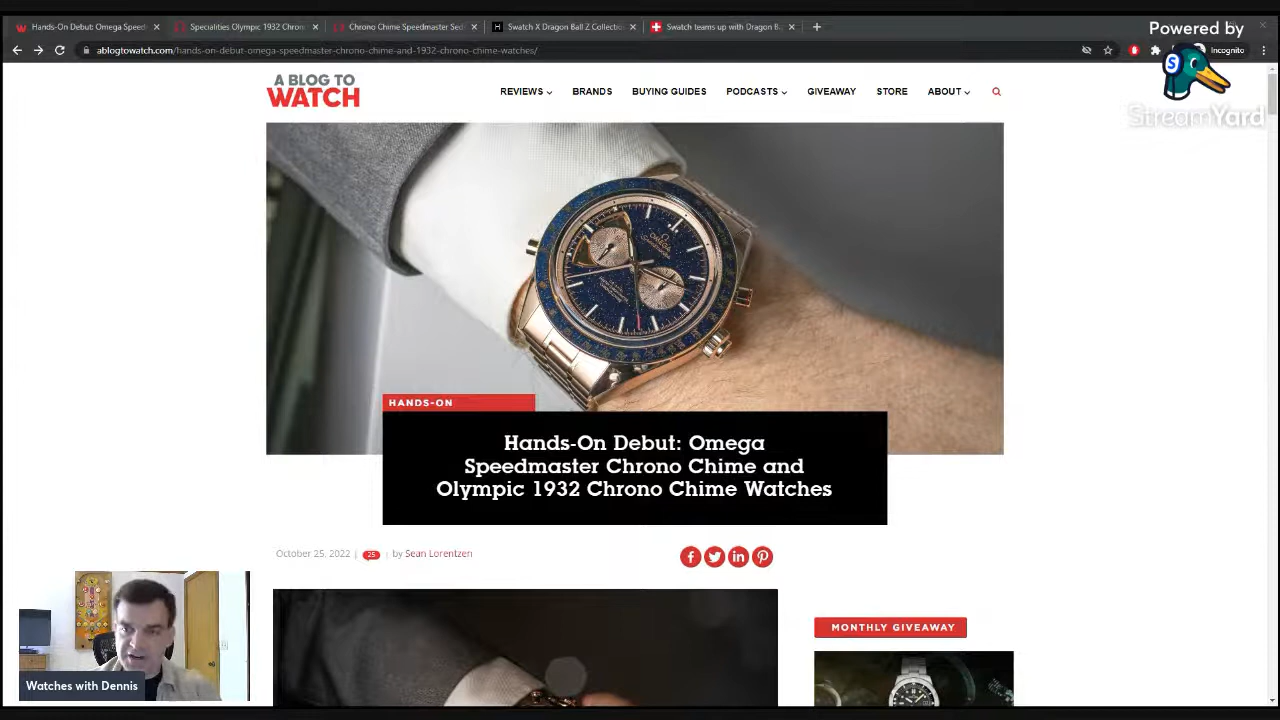 Hands-On Debut: Omega Speed
Specialities Olympic 1932 Chron
Chrono Chime Speedmaster Sed
Swatch X Dragon Ball Z Collectio
Swatch teams up with Dragon B
Powered by
ablogtowatch.com/hands-on-debut-omega-speedmaster-chrono-chime-and-1932-chrono-chime-watches/
Incognito
StreamYard
A BLOG TO
WATCH
REVIEWS
BRANDS
BUYING GUIDES
PODCASTS
GIVEAWAY
STORE
ABOUT
OMEGA
Speedmaster
HANDS-ON
Hands-On Debut: Omega
Speedmaster Chrono Chime and
Olympic 1932 Chrono Chime Watches
October 25, 2022 | 25 | by Sean Lorentzen
MONTHLY GIVEAWAY
Watches with Dennis